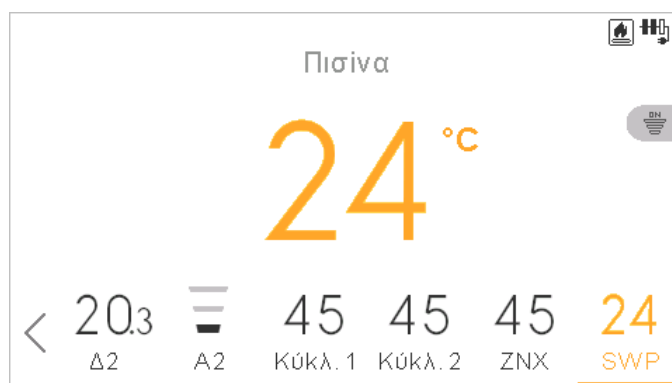 Πισίνα
24 °C
ON
20.3 45 45 45 24
Δ2 Α2 Κύκλ. 1 Κύκλ. 2 ΖΝΧ SWP